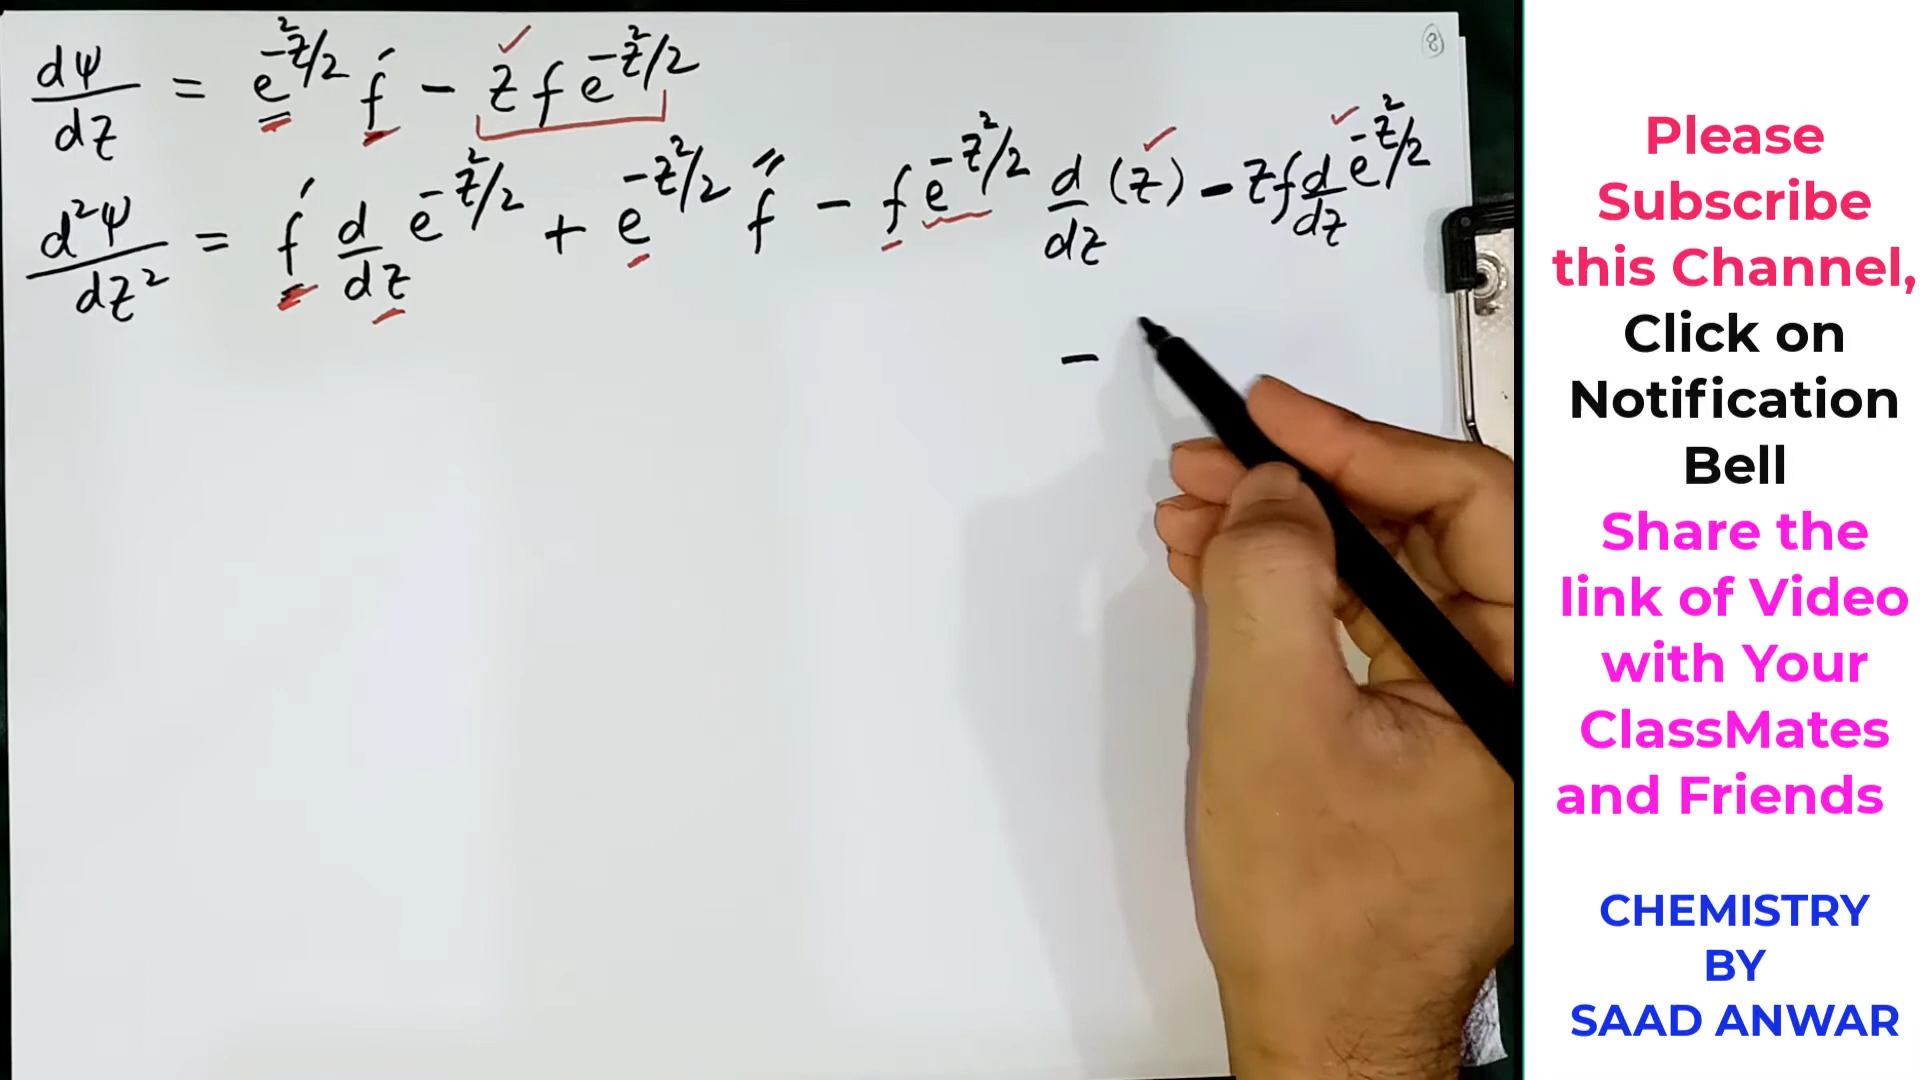 8
dψ/dz = e^{-z²/2} f′ - z f e^{-z²/2}
d²ψ/dz² = f′ d/dz e^{-z²/2} + e^{-z²/2} f″ - f e^{-z²/2} d/dz (z) - z f d/dz e^{-z²/2}
-
Please
Subscribe
this Channel,
Click on
Notification
Bell
Share the
link of Video
with Your
ClassMates
and Friends
CHEMISTRY
BY
SAAD ANWAR